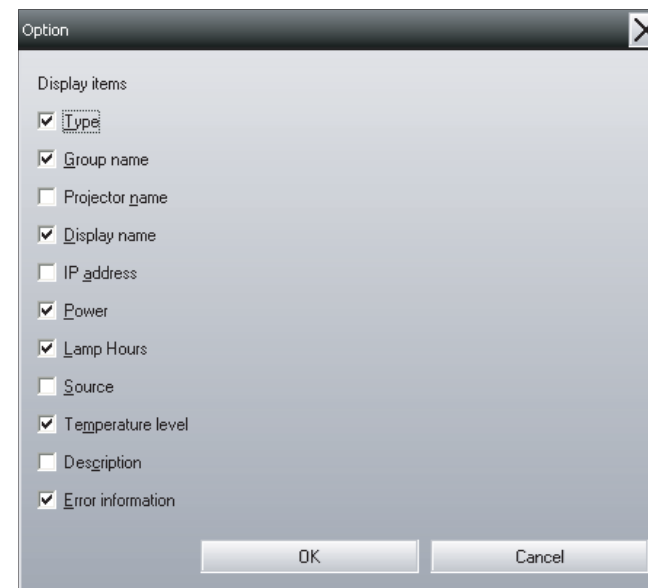 Option
Display items
Type
Group name
Projector name
Display name
IP address
Power
Lamp Hours
Source
Temperature level
Description
Error information
OK Cancel